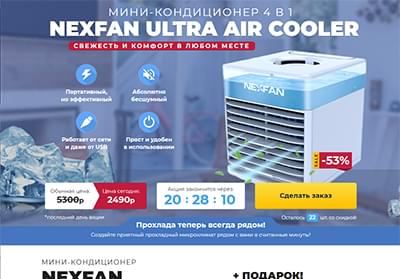 МИНИ-КОНДИЦИОНЕР 4 В 1
NEXFAN ULTRA AIR COOLER
СВЕЖЕСТЬ И КОМФОРТ В ЛЮБОМ МЕСТЕ
Портативный,
но эффективный
Абсолютно
бесшумный
Работает от сети
и даже от USB
Прост и удобен
в использовании
NEXFAN
SALE
-53%
Обычная цена:
5300р
Цена сегодня:
2490р
*последний день акции
Акция закончится через:
20 : 28 : 10
Сделать заказ
Осталось 22 шт. со скидкой
Прохлада теперь всегда рядом!
Создайте приятный прохладный микроклимат рядом с вами в считанные минуты!
МИНИ-КОНДИЦИОНЕР
NEXFAN
+ ПОДАРОК!